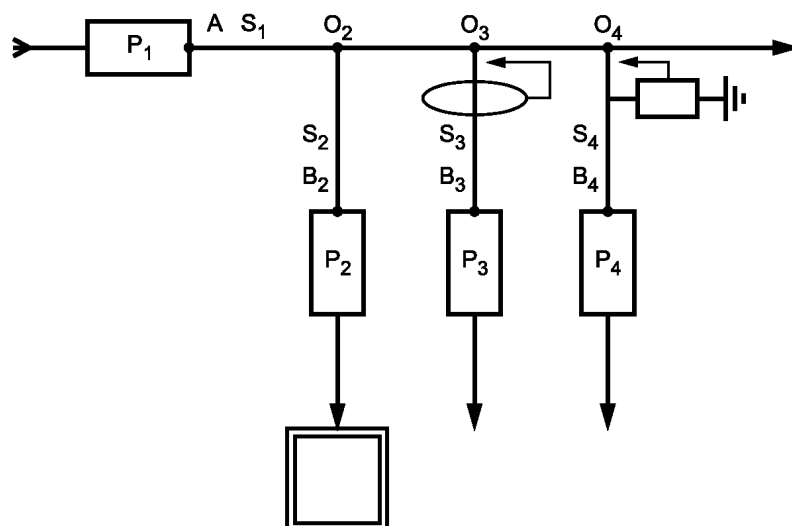 A S₁ O₂ O₃ O₄
P₁
S₂ S₃ S₄
B₂ B₃ B₄
P₂ P₃ P₄